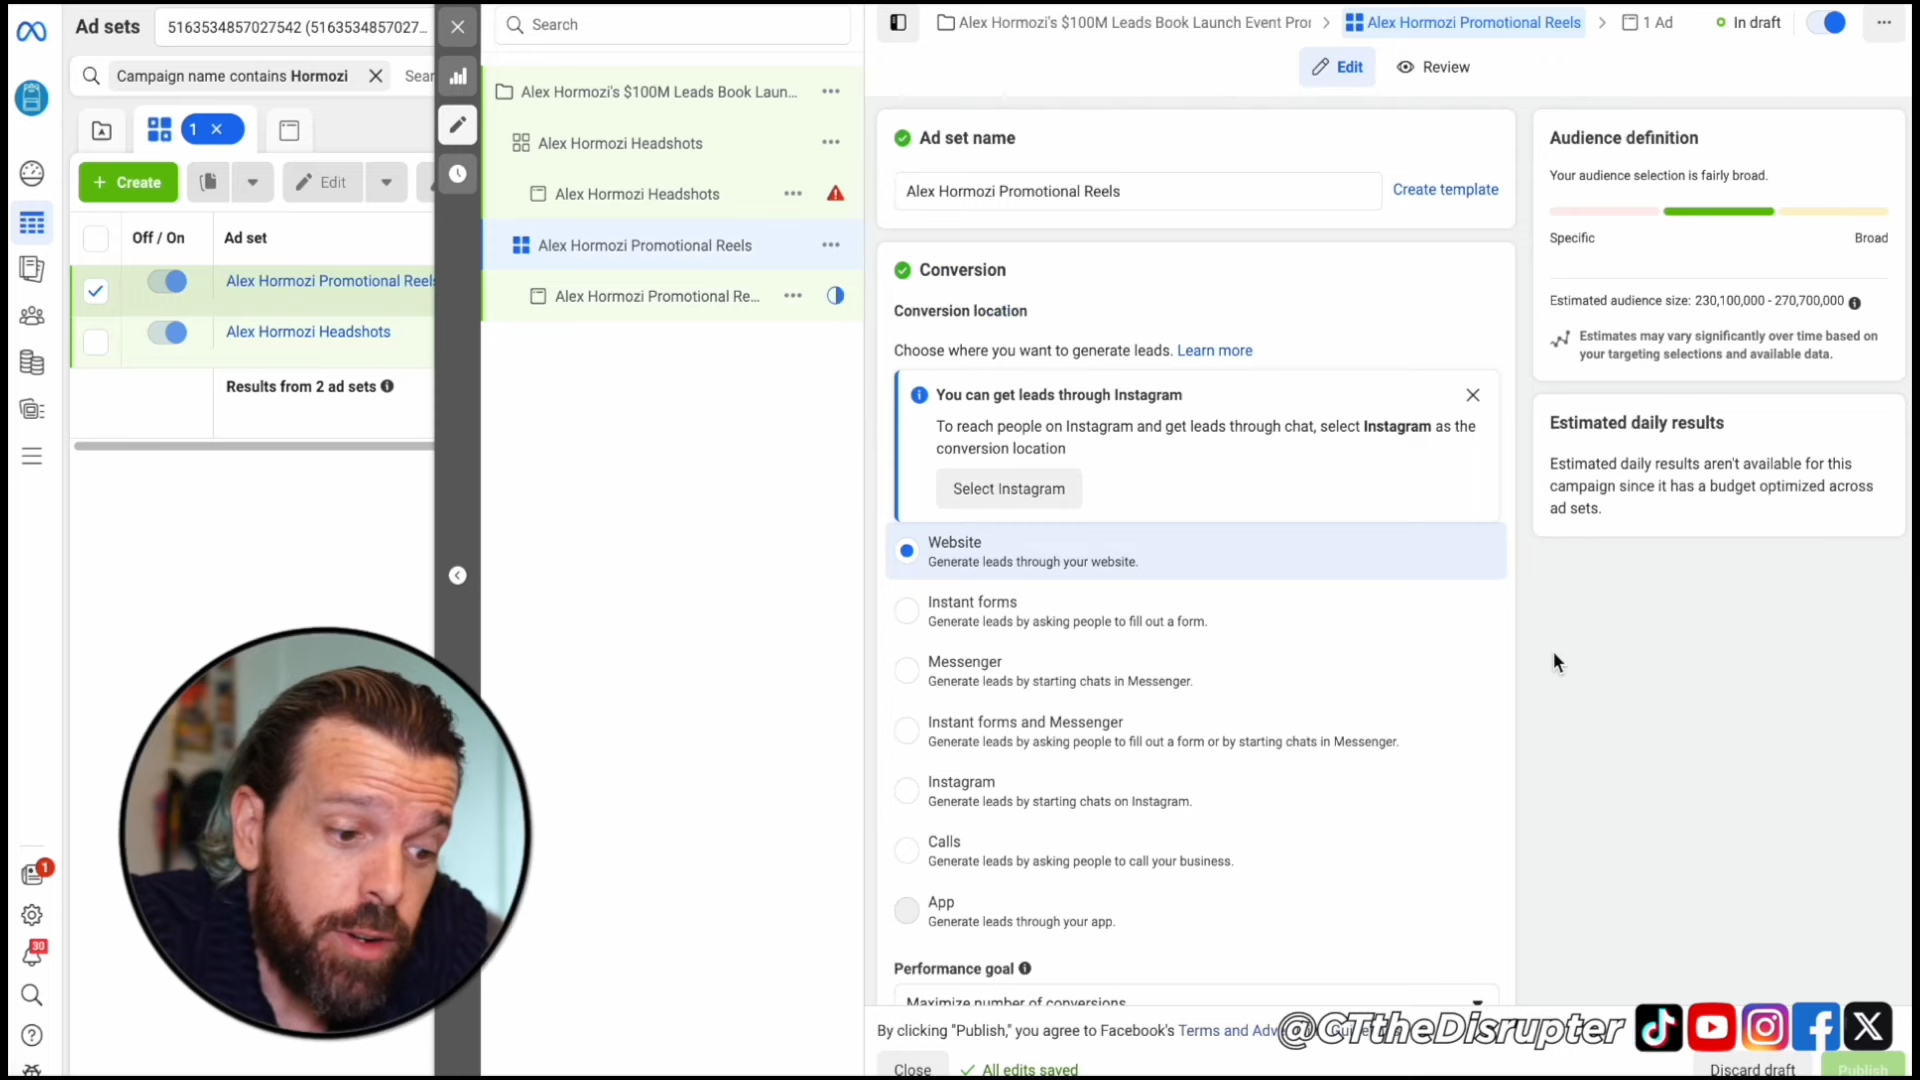 Ad sets
5163534857027542 (5163534857027...
Campaign name contains Hormozi
Sear
1
Create
Edit
Off / On
Ad set
Alex Hormozi Promotional Reels
Alex Hormozi Headshots
Results from 2 ad sets
1
30
Search
Alex Hormozi's $100M Leads Book Laun...
Alex Hormozi Headshots
Alex Hormozi Headshots
Alex Hormozi Promotional Reels
Alex Hormozi Promotional Re...
Alex Hormozi's $100M Leads Book Launch Event Pror
Alex Hormozi Promotional Reels
1 Ad
In draft
Edit
Review
Ad set name
Alex Hormozi Promotional Reels
Create template
Conversion
Conversion location
Choose where you want to generate leads. Learn more
You can get leads through Instagram
To reach people on Instagram and get leads through chat, select Instagram as the
conversion location
Select Instagram
Website
Generate leads through your website.
Instant forms
Generate leads by asking people to fill out a form.
Messenger
Generate leads by starting chats in Messenger.
Instant forms and Messenger
Generate leads by asking people to fill out a form or by starting chats in Messenger.
Instagram
Generate leads by starting chats on Instagram.
Calls
Generate leads by asking people to call your business.
App
Generate leads through your app.
Performance goal
Maximize number of conversions
By clicking "Publish," you agree to Facebook's Terms and Adve
Close
All edits saved
Discard draft
Publish
Audience definition
Your audience selection is fairly broad.
Specific
Broad
Estimated audience size: 230,100,000 - 270,700,000
Estimates may vary significantly over time based on
your targeting selections and available data.
Estimated daily results
Estimated daily results aren't available for this
campaign since it has a budget optimized across
ad sets.
@CTtheDisrupter